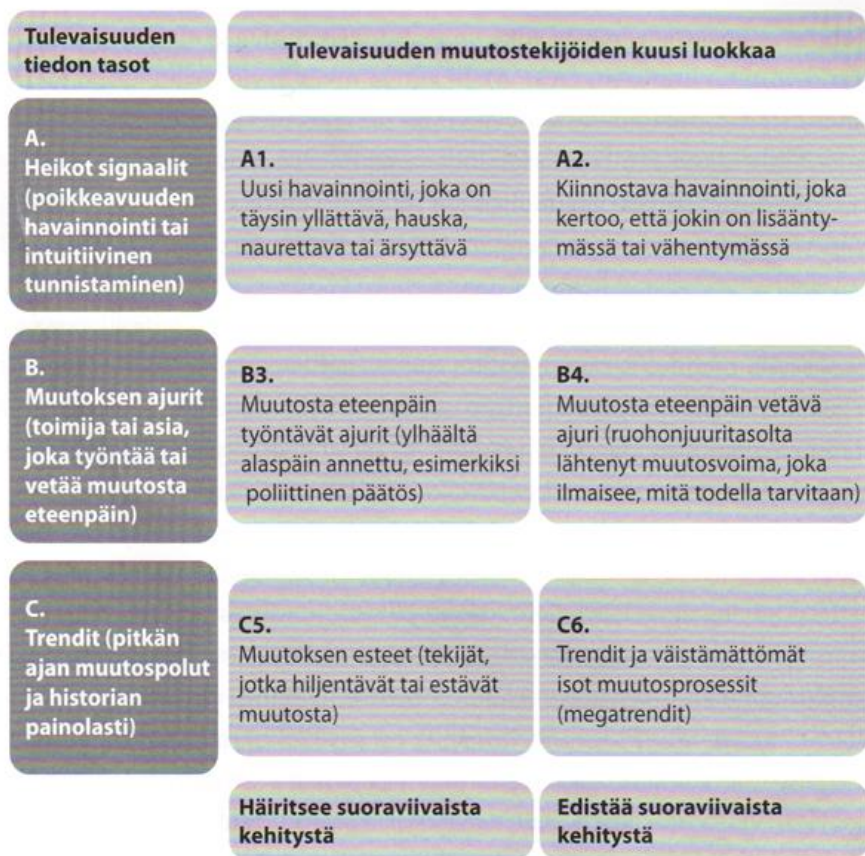 Tulevaisuuden
tiedon tasot
Tulevaisuuden muutostekijöiden kuusi luokkaa
A.
Heikot signaalit
(poikkeavuuden
havainnointi tai
intuitiivinen
tunnistaminen)
A1.
Uusi havainnointi, joka on
täysin yllättävä, hauska,
naurettava tai ärsyttävä
A2.
Kiinnostava havainnointi, joka
kertoo, että jokin on lisäänty-
mässä tai vähentymässä
B.
Muutoksen ajurit
(toimija tai asia,
joka työntää tai
vetää muutosta
eteenpäin)
B3.
Muutosta eteenpäin
työntävät ajurit (ylhäältä
alaspäin annettu, esimerkiksi
poliittinen päätös)
B4.
Muutosta eteenpäin vetävä
ajuri (ruohonjuuritasolta
lähtenyt muutosvoima, joka
ilmaisee, mitä todella tarvitaan)
C.
Trendit (pitkän
ajan muutospolut
ja historian
painolasti)
C5.
Muutoksen esteet (tekijät,
jotka hiljentävät tai estävät
muutosta)
C6.
Trendit ja väistämättömät
isot muutosprosessit
(megatrendit)
Häiritsee suoraviivaista
kehitystä
Edistää suoraviivaista
kehitystä